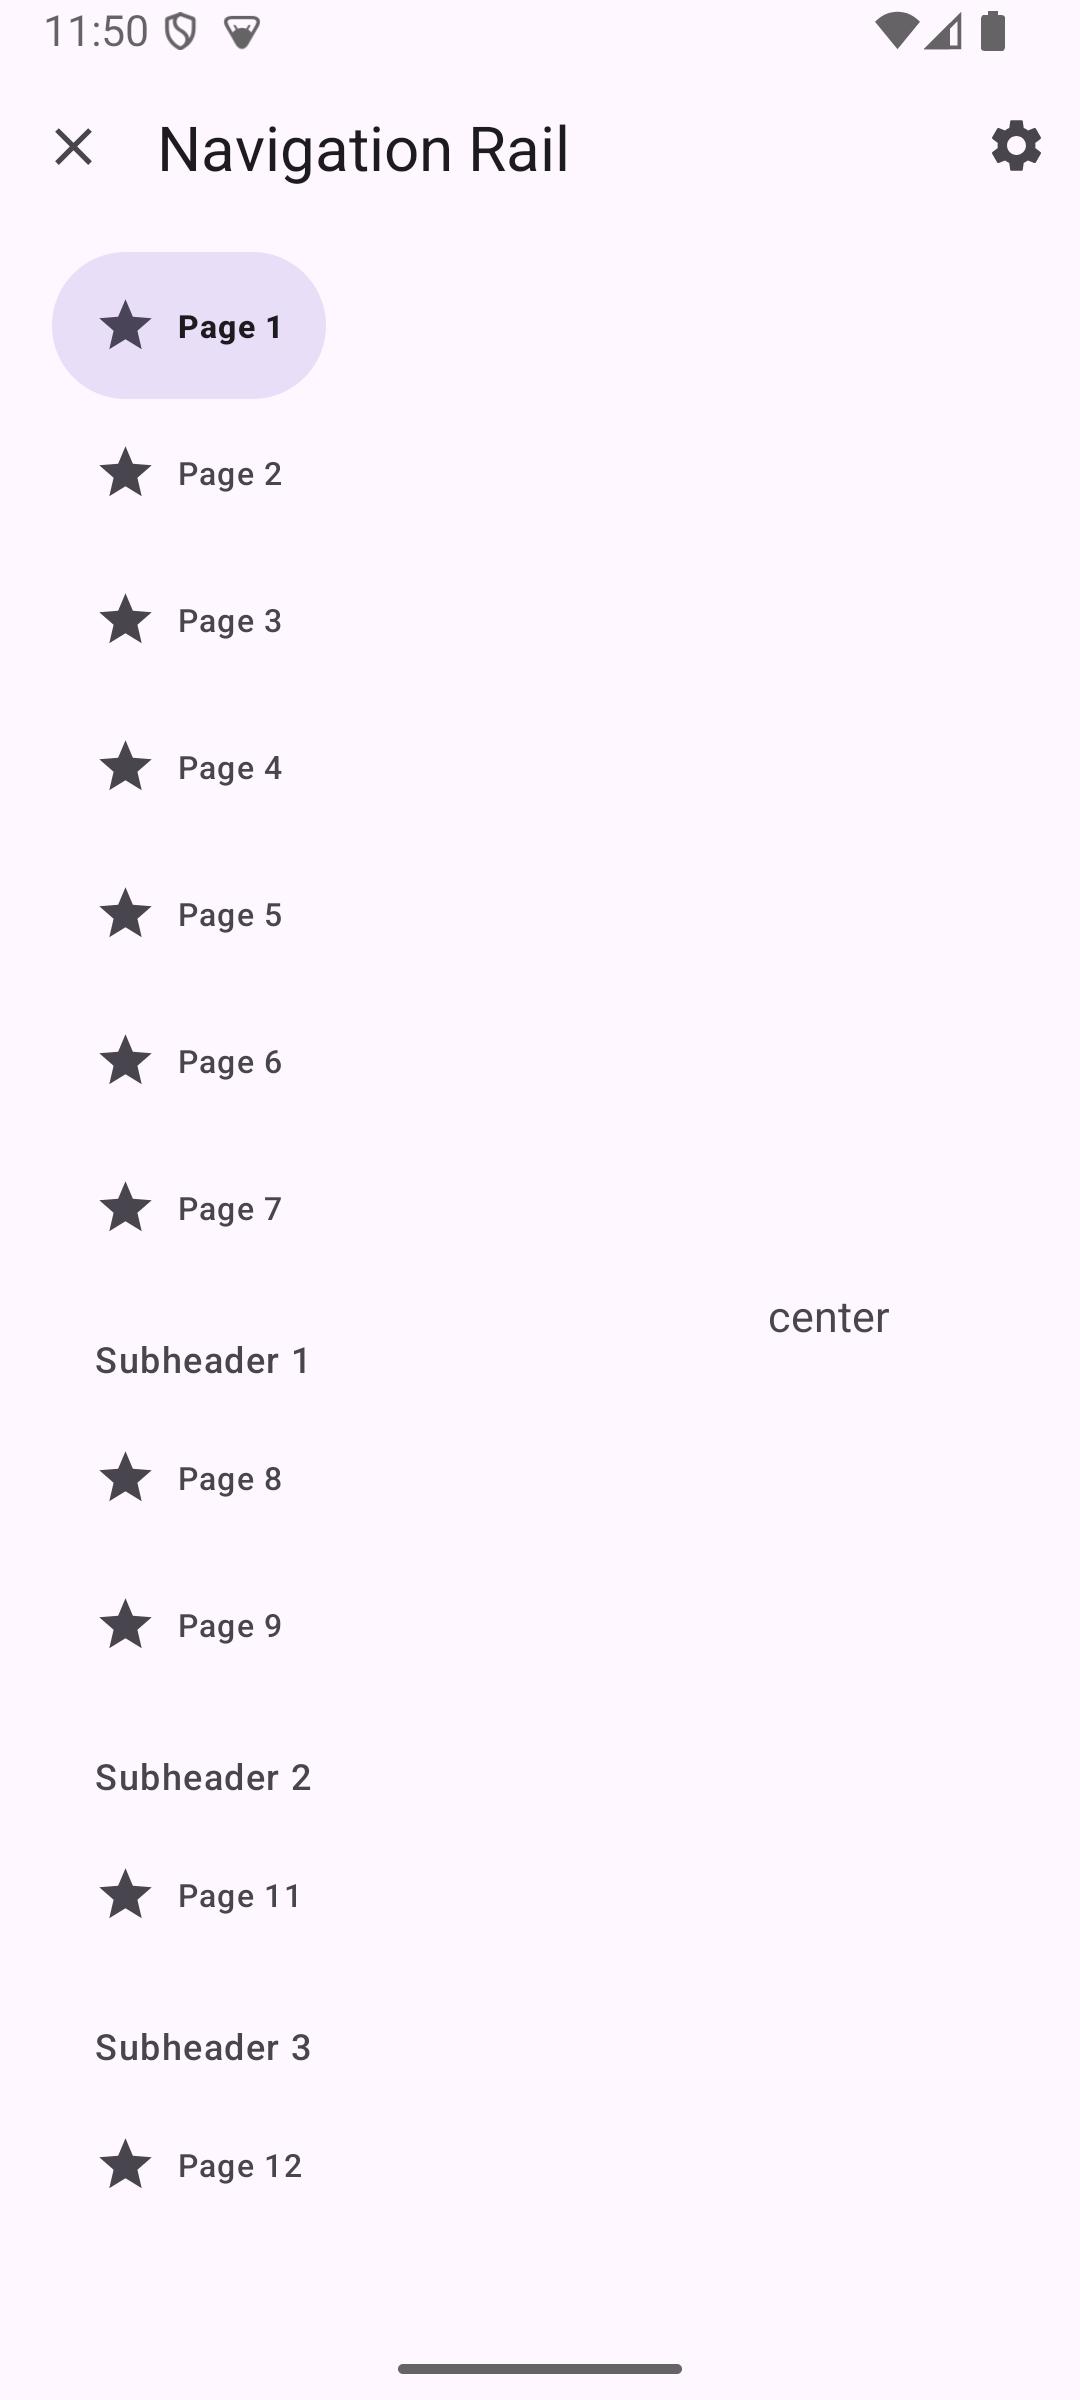 11:50
Navigation Rail
Page 1
Page 2
Page 3
Page 4
Page 5
Page 6
Page 7
center
Subheader 1
Page 8
Page 9
Subheader 2
Page 11
Subheader 3
Page 12